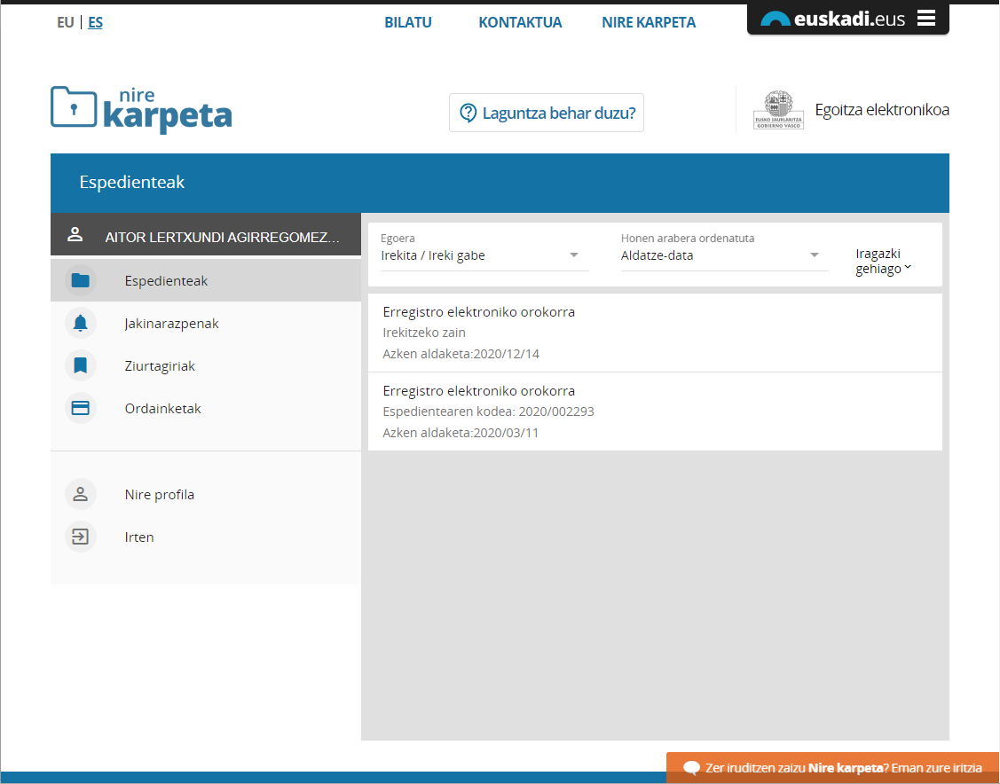 EU | ES
BILATU
KONTAKTUA
NIRE KARPETA
euskadi.eus
nire
karpeta
Laguntza behar duzu?
EUSKO JAURLARITZA
GOBIERNO VASCO
Egoitza elektronikoa
Espedienteak
AITOR LERTXUNDI AGIRREGOMEZ...
Espedienteak
Jakinarazpenak
Ziurtagiriak
Ordainketak
Nire profila
Irten
Egoera
Irekita / Ireki gabe
Honen arabera ordenatuta
Aldatze-data
Iragazki
gehiago
Erregistro elektroniko orokorra
Irekitzeko zain
Azken aldaketa:2020/12/14
Erregistro elektroniko orokorra
Espedientearen kodea: 2020/002293
Azken aldaketa:2020/03/11
Zer iruditzen zaizu Nire karpeta? Eman zure iritzia